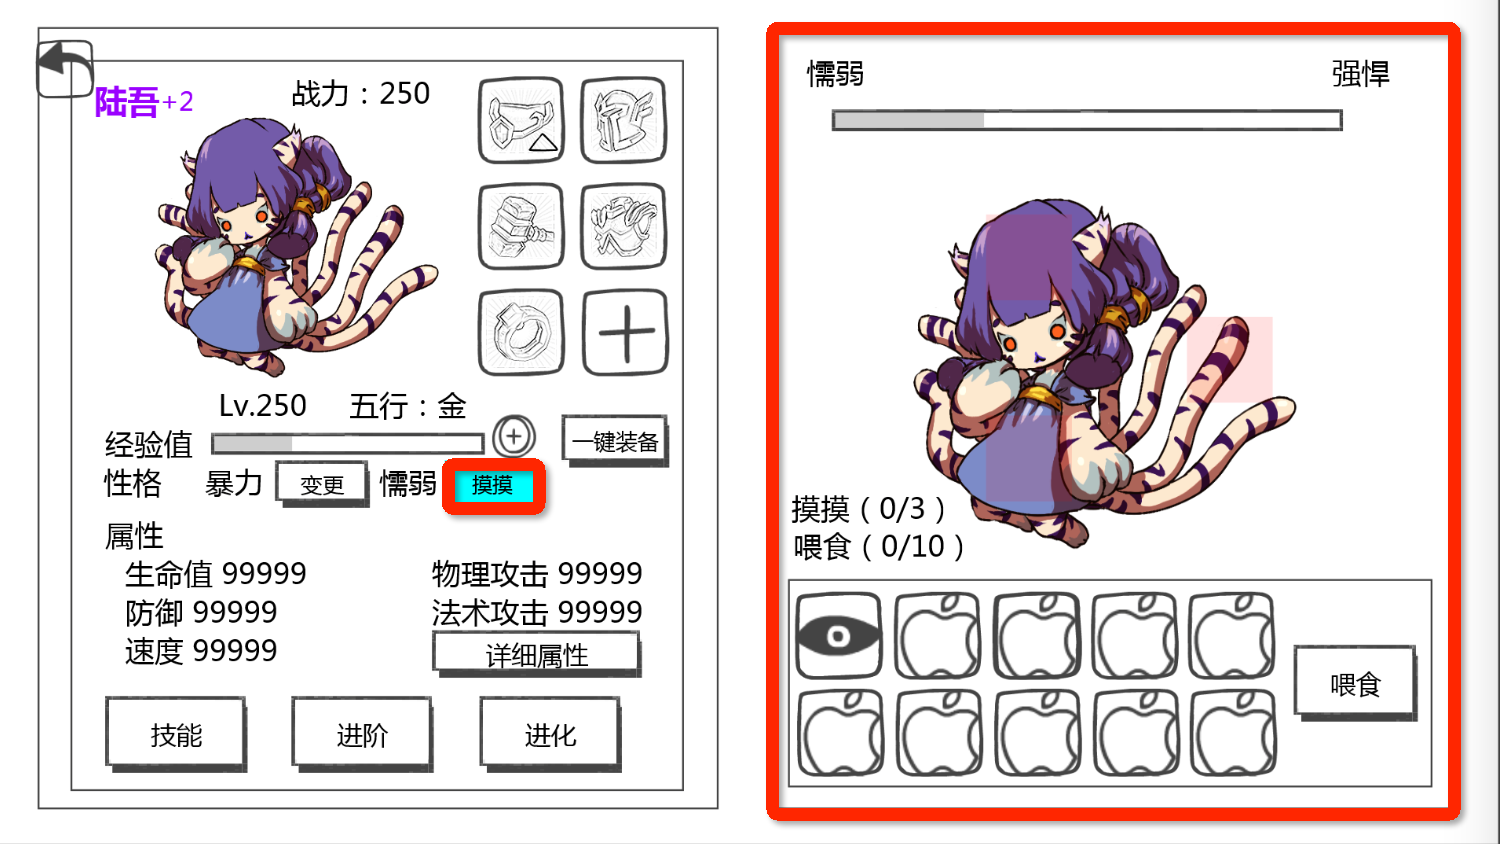 陆吾+2
战力：250
Lv.250 五行：金
经验值
一键装备
性格 暴力 变更 懦弱 摸摸
属性
生命值 99999 物理攻击 99999
防御 99999 法术攻击 99999
速度 99999
详细属性
技能 进阶 进化
懦弱 强悍
摸摸（0/3）
喂食（0/10）
喂食